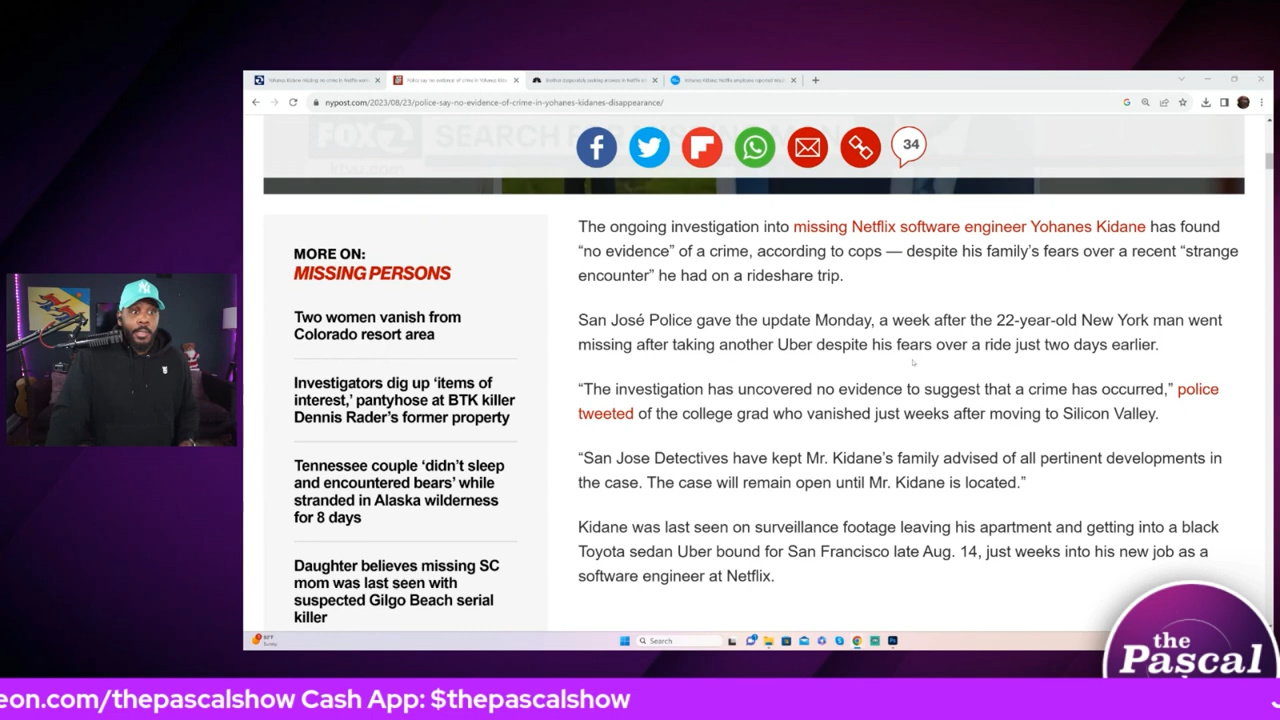 nypost.com/2023/08/23/police-say-no-evidence-of-crime-in-yohanes-kidanes-disappearance/
FOX 2
34
MORE ON:
MISSING PERSONS
Two women vanish from
Colorado resort area
Investigators dig up ‘items of
interest,’ pantyhose at BTK killer
Dennis Rader’s former property
Tennessee couple ‘didn’t sleep
and encountered bears’ while
stranded in Alaska wilderness
for 8 days
Daughter believes missing SC
mom was last seen with
suspected Gilgo Beach serial
killer
The ongoing investigation into missing Netflix software engineer Yohanes Kidane has found
“no evidence” of a crime, according to cops — despite his family’s fears over a recent “strange
encounter” he had on a rideshare trip.
San José Police gave the update Monday, a week after the 22-year-old New York man went
missing after taking another Uber despite his fears over a ride just two days earlier.
“The investigation has uncovered no evidence to suggest that a crime has occurred,” police
tweeted of the college grad who vanished just weeks after moving to Silicon Valley.
“San Jose Detectives have kept Mr. Kidane’s family advised of all pertinent developments in
the case. The case will remain open until Mr. Kidane is located.”
Kidane was last seen on surveillance footage leaving his apartment and getting into a black
Toyota sedan Uber bound for San Francisco late Aug. 14, just weeks into his new job as a
software engineer at Netflix.
Search
the
Pascal
eon.com/thepascalshow Cash App: $thepascalshow